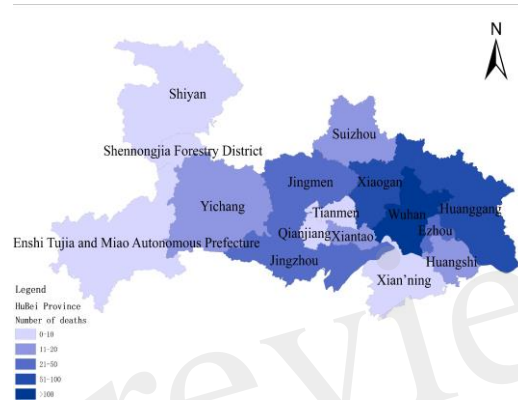 N
Shiyan
Suizhou
Shennongjia Forestry District
Jingmen
Xiaogan
Yichang
Tianmen
Wuhan
Huanggang
Qianjiang
Xiantao
Ezhou
Enshi Tujia and Miao Autonomous Prefecture
Jingzhou
Huangshi
Xian'ning
Legend
HuBei Province
Number of deaths
0-10
11-20
21-50
51-100
>100
review